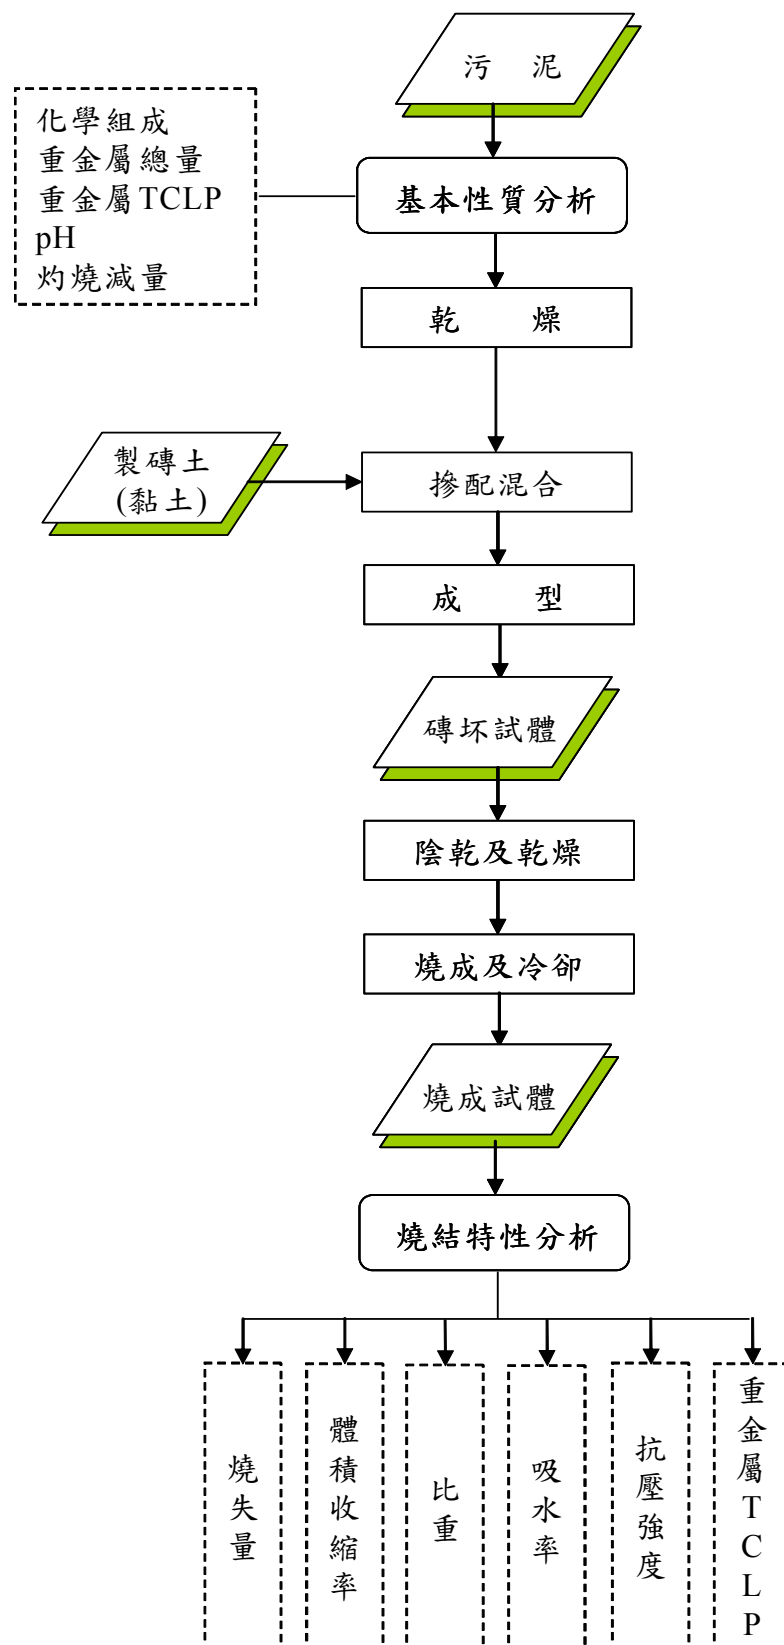 污 泥
化學組成
重金屬總量
重金屬TCLP
pH
灼燒減量
基本性質分析
乾 燥
製磚土
(黏土)
摻配混合
成 型
磚坏試體
陰乾及乾燥
燒成及冷卻
燒成試體
燒結特性分析
燒失量
體積收縮率
比重
吸水率
抗壓強度
重金屬TCLP